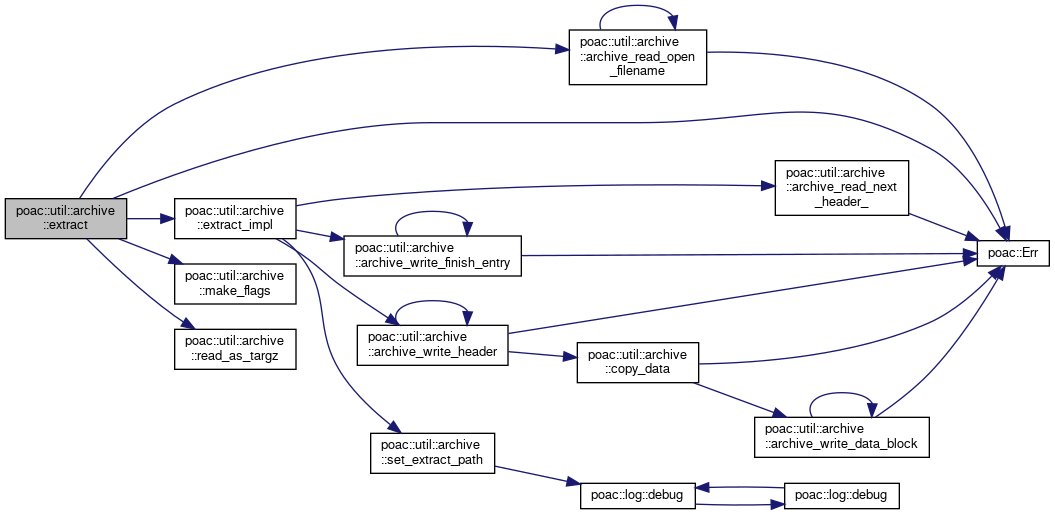 poac::util::archive
::archive_read_open
_filename
poac::util::archive
::archive_read_next
_header_
poac::util::archive
::extract
poac::util::archive
::extract_impl
poac::util::archive
::archive_write_finish_entry
poac::Err
poac::util::archive
::make_flags
poac::util::archive
::read_as_targz
poac::util::archive
::archive_write_header
poac::util::archive
::copy_data
poac::util::archive
::archive_write_data_block
poac::util::archive
::set_extract_path
poac::log::debug
poac::log::debug